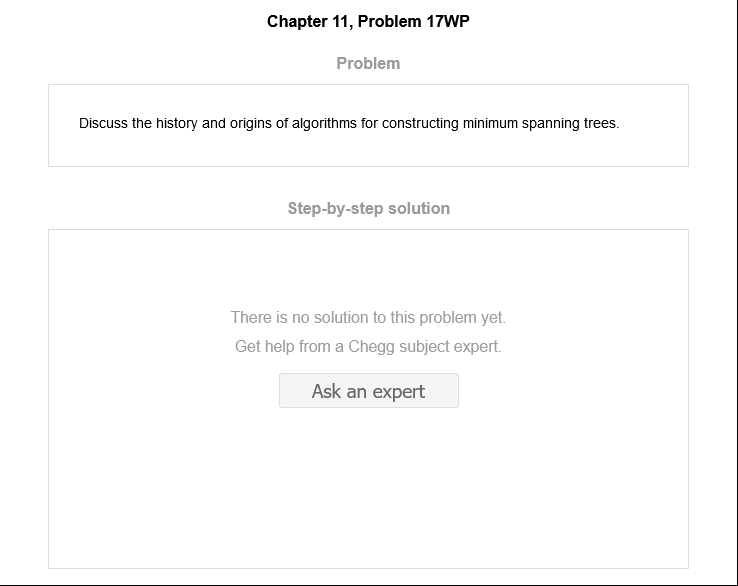 Chapter 11, Problem 17WP
Problem
Discuss the history and origins of algorithms for constructing minimum spanning trees.
Step-by-step solution
There is no solution to this problem yet.
Get help from a Chegg subject expert.
Ask an expert